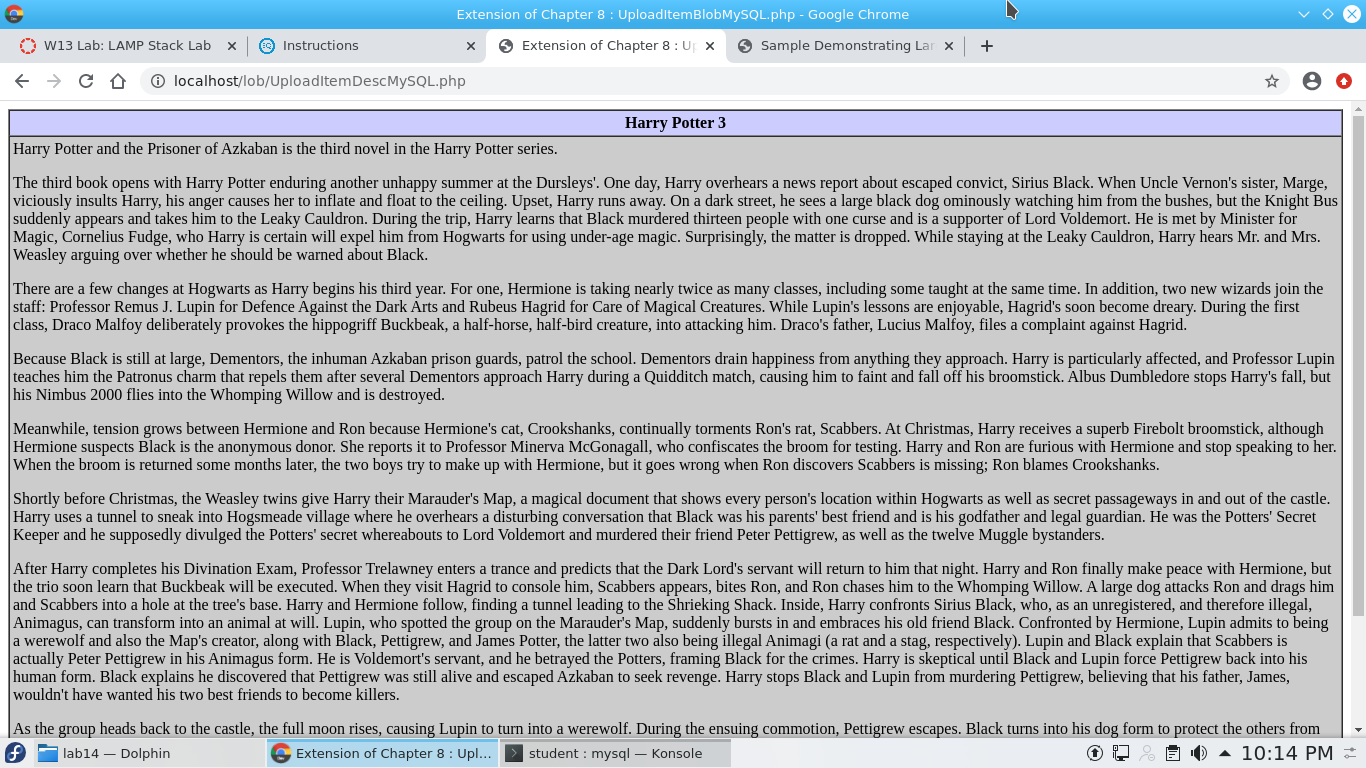 Extension of Chapter 8 : UploadItemBlobMySQL.php - Google Chrome
W13 Lab: LAMP Stack Lab
Instructions
Extension of Chapter 8 : U
Sample Demonstrating Lar
localhost/lob/UploadItemDescMySQL.php
Harry Potter 3
Harry Potter and the Prisoner of Azkaban is the third novel in the Harry Potter series.
The third book opens with Harry Potter enduring another unhappy summer at the Dursleys'. One day, Harry overhears a news report about escaped convict, Sirius Black. When Uncle Vernon's sister, Marge,
viciously insults Harry, his anger causes her to inflate and float to the ceiling. Upset, Harry runs away. On a dark street, he sees a large black dog ominously watching him from the bushes, but the Knight Bus
suddenly appears and takes him to the Leaky Cauldron. During the trip, Harry learns that Black murdered thirteen people with one curse and is a supporter of Lord Voldemort. He is met by Minister for
Magic, Cornelius Fudge, who Harry is certain will expel him from Hogwarts for using under-age magic. Surprisingly, the matter is dropped. While staying at the Leaky Cauldron, Harry hears Mr. and Mrs.
Weasley arguing over whether he should be warned about Black.
There are a few changes at Hogwarts as Harry begins his third year. For one, Hermione is taking nearly twice as many classes, including some taught at the same time. In addition, two new wizards join the
staff: Professor Remus J. Lupin for Defence Against the Dark Arts and Rubeus Hagrid for Care of Magical Creatures. While Lupin's lessons are enjoyable, Hagrid's soon become dreary. During the first
class, Draco Malfoy deliberately provokes the hippogriff Buckbeak, a half-horse, half-bird creature, into attacking him. Draco's father, Lucius Malfoy, files a complaint against Hagrid.
Because Black is still at large, Dementors, the inhuman Azkaban prison guards, patrol the school. Dementors drain happiness from anything they approach. Harry is particularly affected, and Professor Lupin
teaches him the Patronus charm that repels them after several Dementors approach Harry during a Quidditch match, causing him to faint and fall off his broomstick. Albus Dumbledore stops Harry's fall, but
his Nimbus 2000 flies into the Whomping Willow and is destroyed.
Meanwhile, tension grows between Hermione and Ron because Hermione's cat, Crookshanks, continually torments Ron's rat, Scabbers. At Christmas, Harry receives a superb Firebolt broomstick, although
Hermione suspects Black is the anonymous donor. She reports it to Professor Minerva McGonagall, who confiscates the broom for testing. Harry and Ron are furious with Hermione and stop speaking to her.
When the broom is returned some months later, the two boys try to make up with Hermione, but it goes wrong when Ron discovers Scabbers is missing; Ron blames Crookshanks.
Shortly before Christmas, the Weasley twins give Harry their Marauder's Map, a magical document that shows every person's location within Hogwarts as well as secret passageways in and out of the castle.
Harry uses a tunnel to sneak into Hogsmeade village where he overhears a disturbing conversation that Black was his parents' best friend and is his godfather and legal guardian. He was the Potters' Secret
Keeper and he supposedly divulged the Potters' secret whereabouts to Lord Voldemort and murdered their friend Peter Pettigrew, as well as the twelve Muggle bystanders.
After Harry completes his Divination Exam, Professor Trelawney enters a trance and predicts that the Dark Lord's servant will return to him that night. Harry and Ron finally make peace with Hermione, but
the trio soon learn that Buckbeak will be executed. When they visit Hagrid to console him, Scabbers appears, bites Ron, and Ron chases him to the Whomping Willow. A large dog attacks Ron and drags him
and Scabbers into a hole at the tree's base. Harry and Hermione follow, finding a tunnel leading to the Shrieking Shack. Inside, Harry confronts Sirius Black, who, as an unregistered, and therefore illegal,
Animagus, can transform into an animal at will. Lupin, who spotted the group on the Marauder's Map, suddenly bursts in and embraces his old friend Black. Confronted by Hermione, Lupin admits to being
a werewolf and also the Map's creator, along with Black, Pettigrew, and James Potter, the latter two also being illegal Animagi (a rat and a stag, respectively). Lupin and Black explain that Scabbers is
actually Peter Pettigrew in his Animagus form. He is Voldemort's servant, and he betrayed the Potters, framing Black for the crimes. Harry is skeptical until Black and Lupin force Pettigrew back into his
human form. Black explains he discovered that Pettigrew was still alive and escaped Azkaban to seek revenge. Harry stops Black and Lupin from murdering Pettigrew, believing that his father, James,
wouldn't have wanted his two best friends to become killers.
As the group heads back to the castle, the full moon rises, causing Lupin to turn into a werewolf. During the ensuing commotion, Pettigrew escapes. Black turns into his dog form to protect the others from
lab14 — Dolphin
Extension of Chapter 8 : Upl...
student : mysql — Konsole
10:14 PM